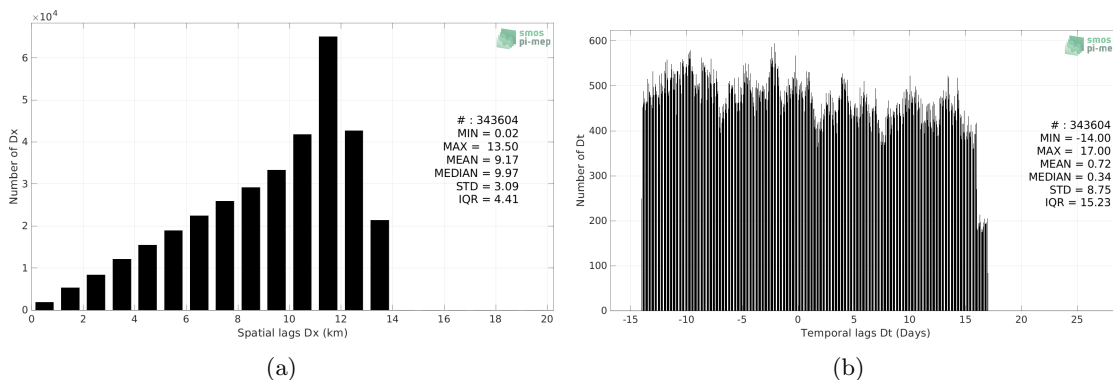 ×10⁴
6
5
4
3
2
1
0
Number of Dx
0 2 4 6 8 10 12 14 16 18 20
Spatial lags Dx (km)
smos
pi-mep
# : 343604
MIN = 0.02
MAX = 13.50
MEAN = 9.17
MEDIAN = 9.97
STD = 3.09
IQR = 4.41
(a)
600
500
400
300
200
100
0
Number of Dt
-15 -10 -5 0 5 10 15 20 25
Temporal lags Dt (Days)
smos
pi-me
# : 343604
MIN = -14.00
MAX = 17.00
MEAN = 0.72
MEDIAN = 0.34
STD = 8.75
IQR = 15.23
(b)